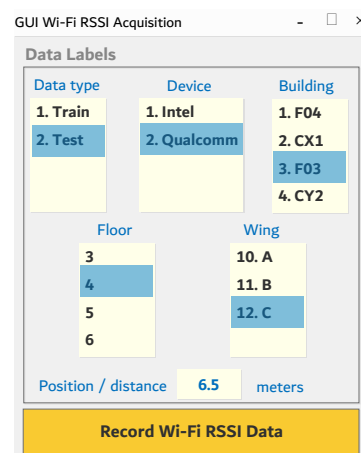 GUI Wi-Fi RSSI Acquisition
Data Labels
Data type Device Building
1. Train 1. Intel 1. F04
2. Test 2. Qualcomm 2. CX1
3. F03
4. CY2
Floor Wing
3 10. A
4 11. B
5 12. C
6
Position / distance 6.5 meters
Record Wi-Fi RSSI Data